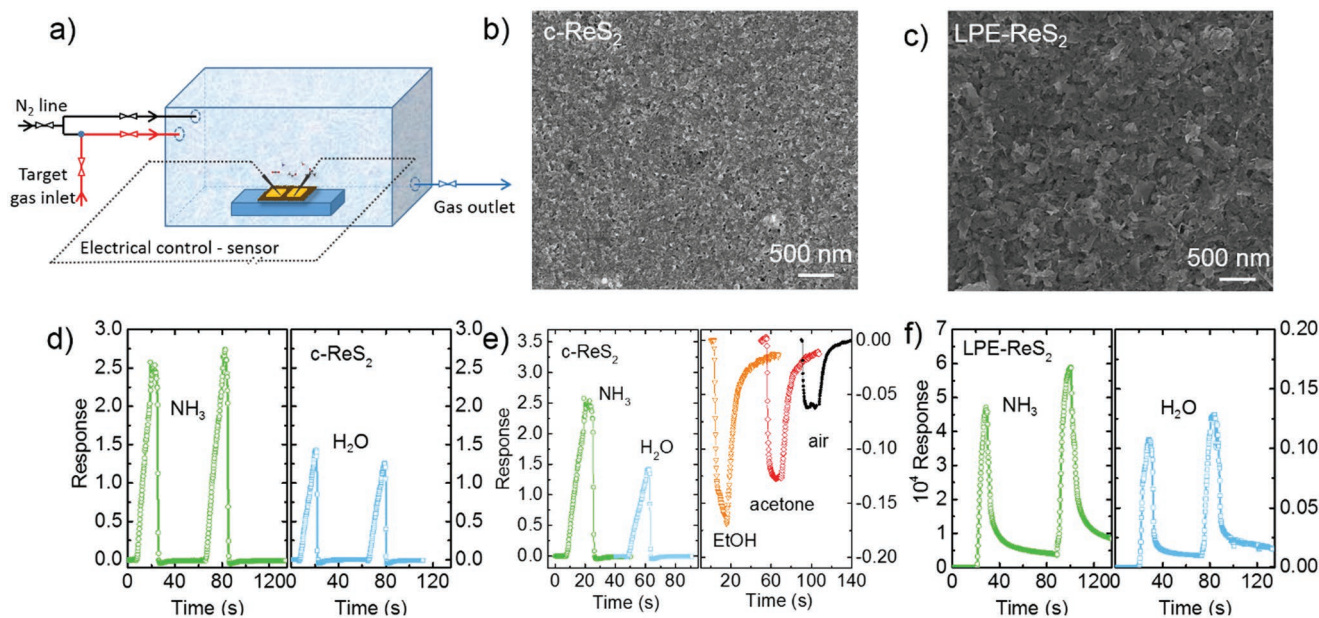 a)
N₂ line
Target
gas inlet
Electrical control - sensor
Gas outlet
b)
c-ReS₂
500 nm
c)
LPE-ReS₂
500 nm
d)
Response
3.0
2.5
2.0
1.5
1.0
0.5
0.0
NH₃
c-ReS₂
H₂O
3.0
2.5
2.0
1.5
1.0
0.5
0.0
0 40 80 120 0 40 80 120
Time (s) Time (s)
e)
Response
3.5
3.0
2.5
2.0
1.5
1.0
0.5
0.0
c-ReS₂
NH₃
H₂O
EtOH
acetone
air
0.00
-0.05
-0.10
-0.15
-0.20
0 20 40 60 80 20 60 100 140
Time (s) Time (s)
f)
10⁴ Response
7
6
5
4
3
2
1
0
LPE-ReS₂
NH₃
H₂O
0.20
0.15
0.10
0.05
0.00
0 40 80 120 0 40 80 120
Time (s) Time (s)